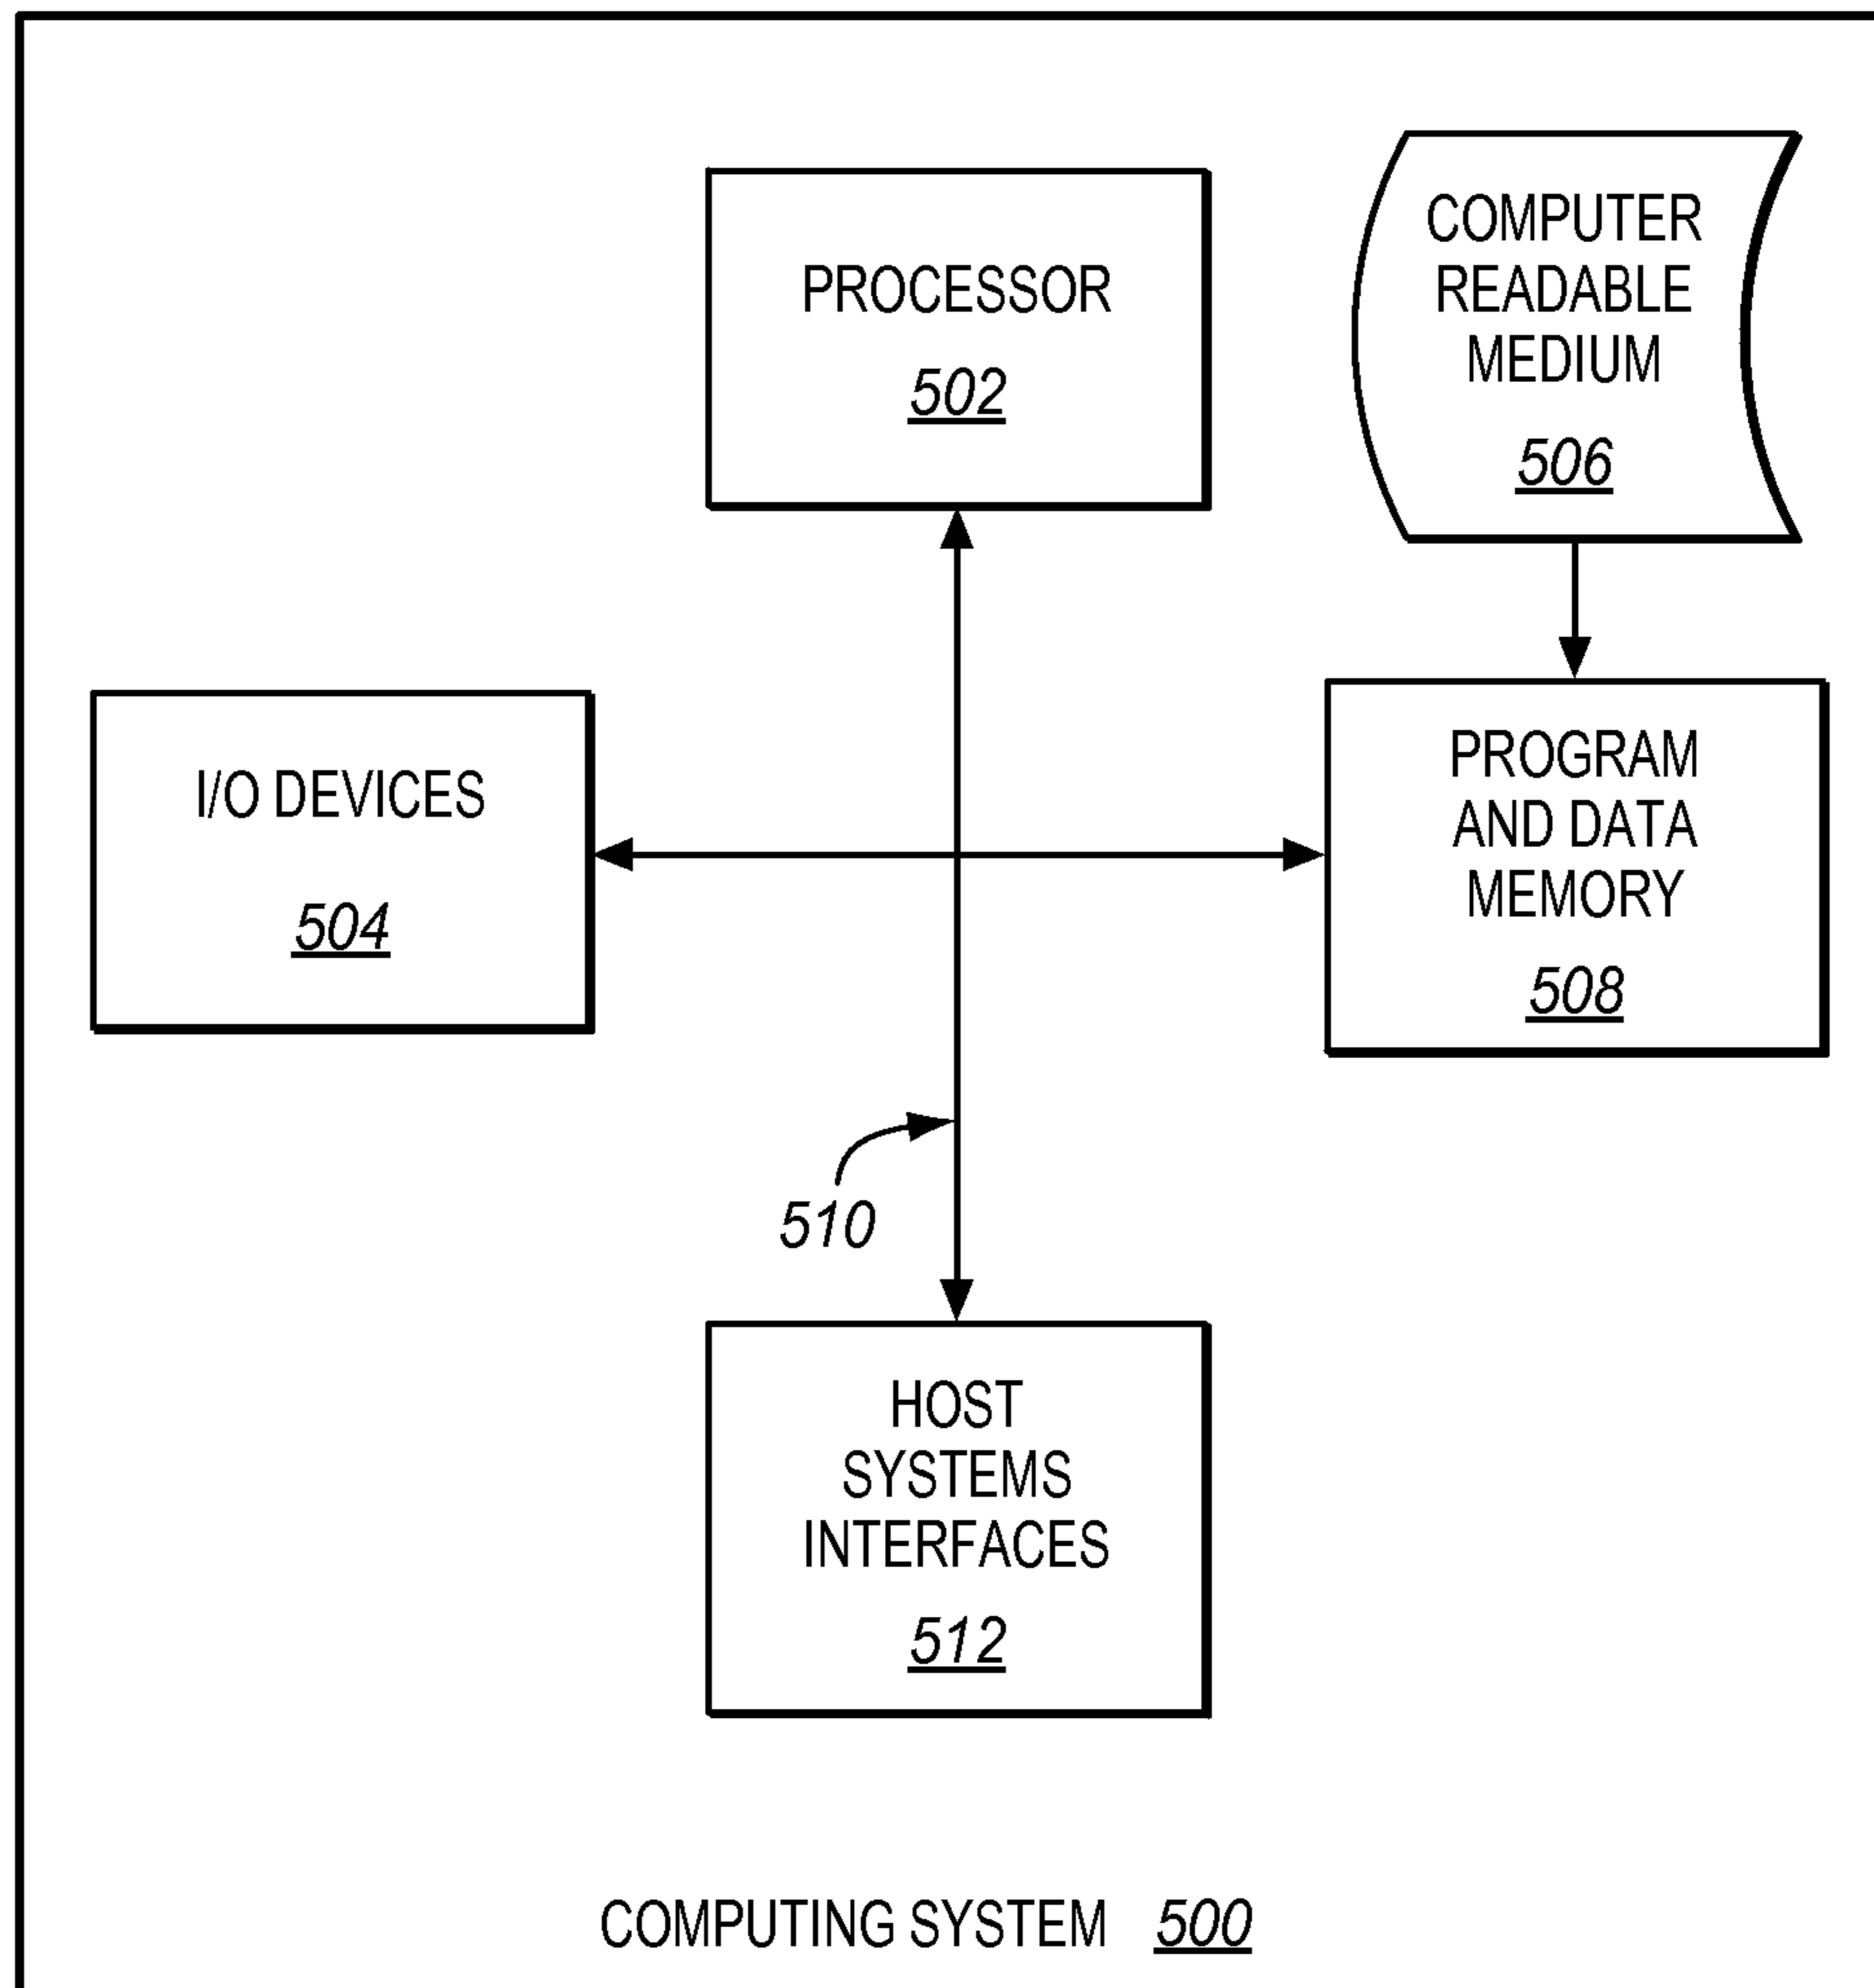 PROCESSOR
502
COMPUTER
READABLE
MEDIUM
506
I/O DEVICES
504
PROGRAM
AND DATA
MEMORY
508
510
HOST
SYSTEMS
INTERFACES
512
COMPUTING SYSTEM 500